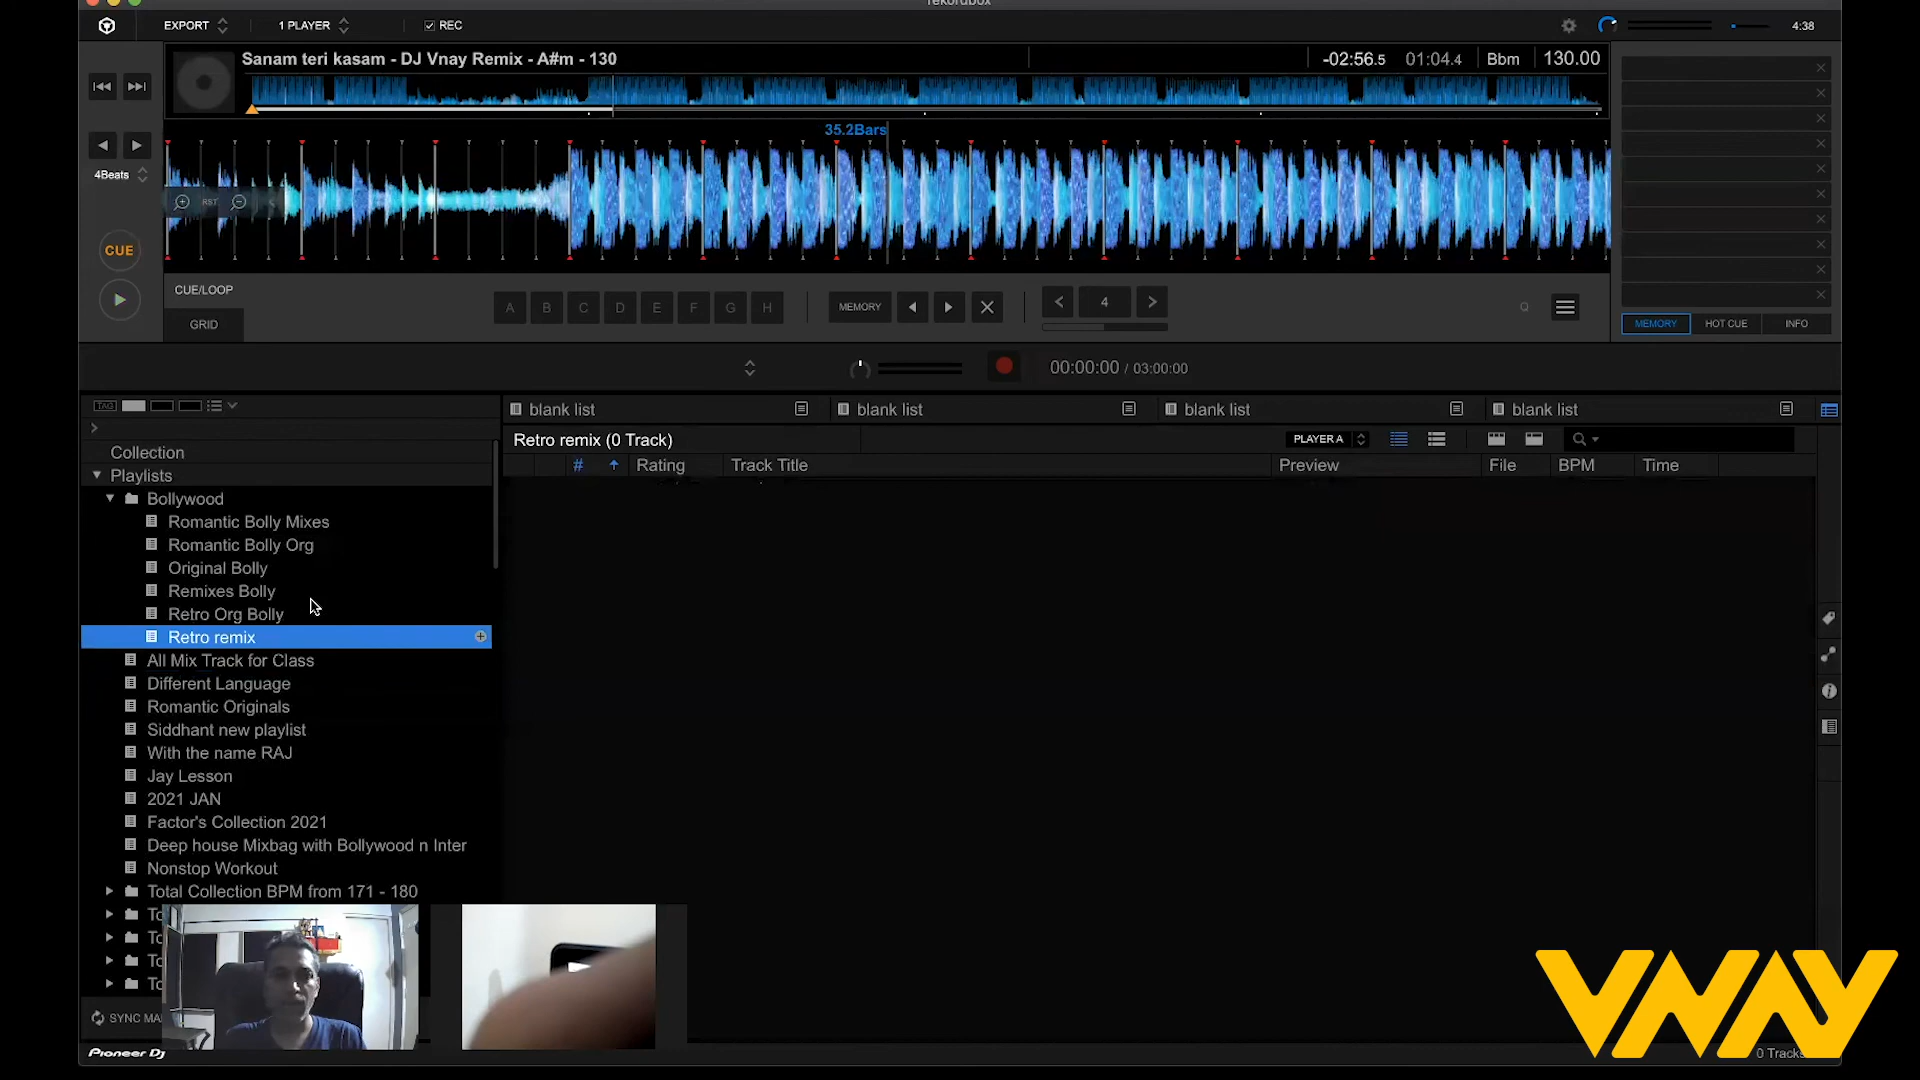 rekordbox
EXPORT
1 PLAYER
REC
4:38
Sanam teri kasam - DJ Vnay Remix - A#m - 130
-02:56.5
01:04.4
Bbm
130.00
35.2Bars
4Beats
RST
CUE
CUE/LOOP
GRID
A
B
C
D
E
F
G
H
MEMORY
4
Q
MEMORY
HOT CUE
INFO
00:00:00 / 03:00:00
TAG
blank list
blank list
blank list
blank list
Retro remix (0 Track)
PLAYER A
#
Rating
Track Title
Preview
File
BPM
Time
Collection
Playlists
Bollywood
Romantic Bolly Mixes
Romantic Bolly Org
Original Bolly
Remixes Bolly
Retro Org Bolly
Retro remix
All Mix Track for Class
Different Language
Romantic Originals
Siddhant new playlist
With the name RAJ
Jay Lesson
2021 JAN
Factor's Collection 2021
Deep house Mixbag with Bollywood n Inter
Nonstop Workout
Total Collection BPM from 171 - 180
SYNC
Pioneer Dj
0 Tracks
VNAY